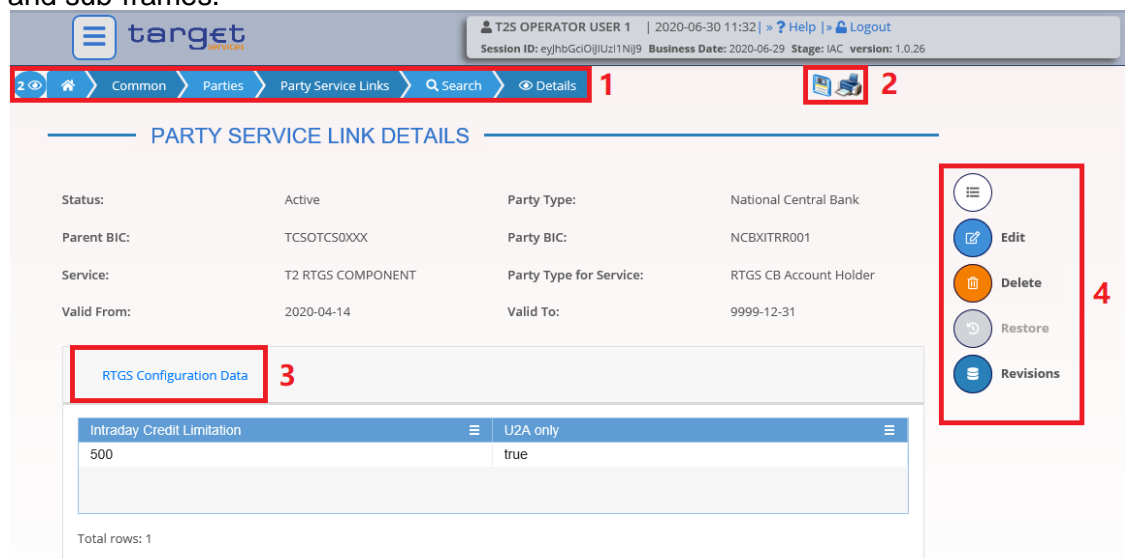 and sub-frames.
target
services
T2S OPERATOR USER 1 | 2020-06-30 11:32| » ? Help |» Logout
Session ID: eyJhbGciOiJIUzI1NiJ9 Business Date: 2020-06-29 Stage: IAC version: 1.0.26
2 Common Parties Party Service Links Search Details 1 2
PARTY SERVICE LINK DETAILS
Status: Active Party Type: National Central Bank
Parent BIC: TCSOTCS0XXX Party BIC: NCBXITRR001 Edit
Service: T2 RTGS COMPONENT Party Type for Service: RTGS CB Account Holder Delete 4
Valid From: 2020-04-14 Valid To: 9999-12-31 Restore
RTGS Configuration Data 3 Revisions
Intraday Credit Limitation U2A only
500 true
Total rows: 1